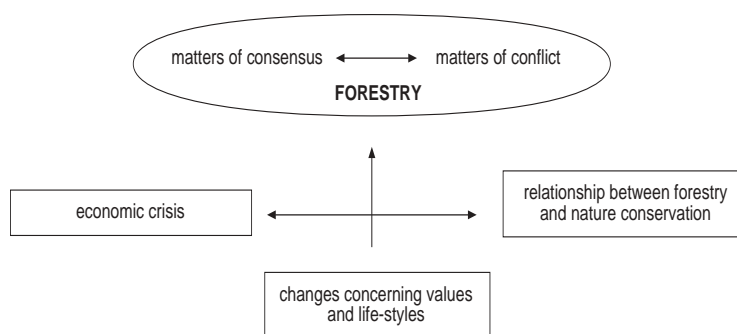 matters of consensus matters of conflict
FORESTRY
economic crisis
relationship between forestry
and nature conservation
changes concerning values
and life-styles